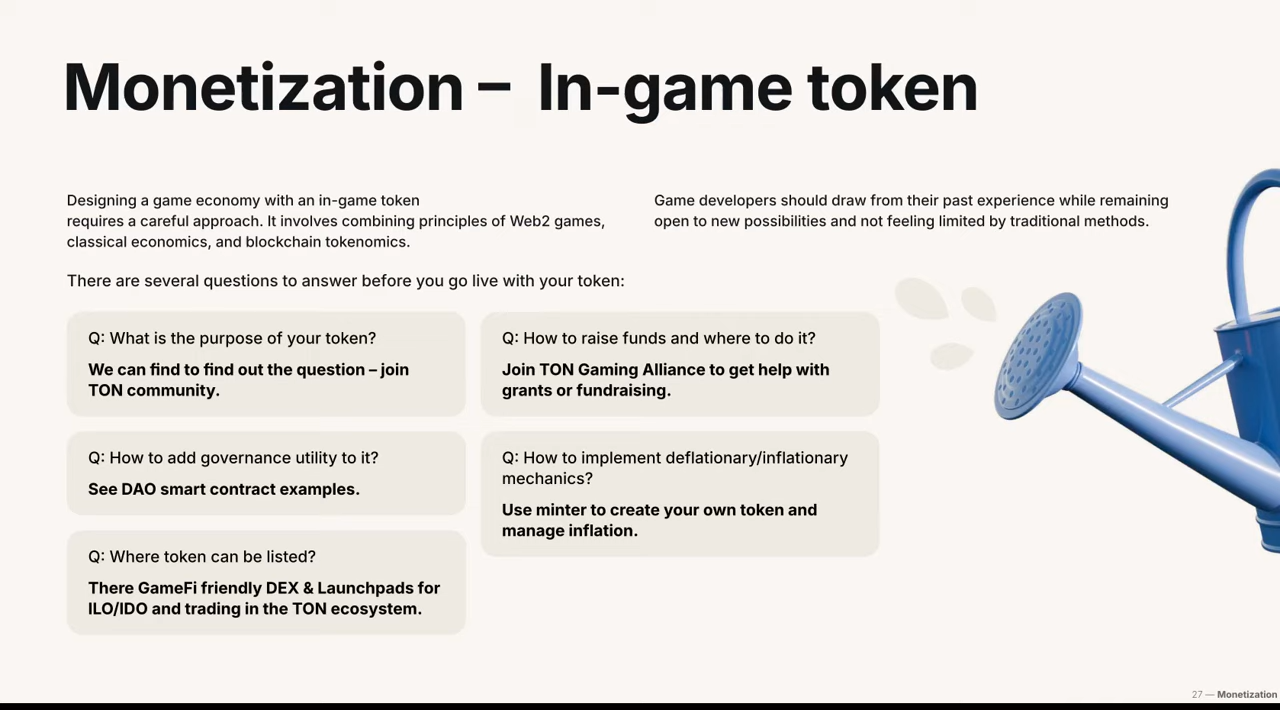 Monetization – In-game token
Designing a game economy with an in-game token
requires a careful approach. It involves combining principles of Web2 games,
classical economics, and blockchain tokenomics.
Game developers should draw from their past experience while remaining
open to new possibilities and not feeling limited by traditional methods.
There are several questions to answer before you go live with your token:
Q: What is the purpose of your token?
We can find to find out the question – join
TON community.
Q: How to raise funds and where to do it?
Join TON Gaming Alliance to get help with
grants or fundraising.
Q: How to add governance utility to it?
See DAO smart contract examples.
Q: How to implement deflationary/inflationary
mechanics?
Use minter to create your own token and
manage inflation.
Q: Where token can be listed?
There GameFi friendly DEX & Launchpads for
ILO/IDO and trading in the TON ecosystem.
27 — Monetization